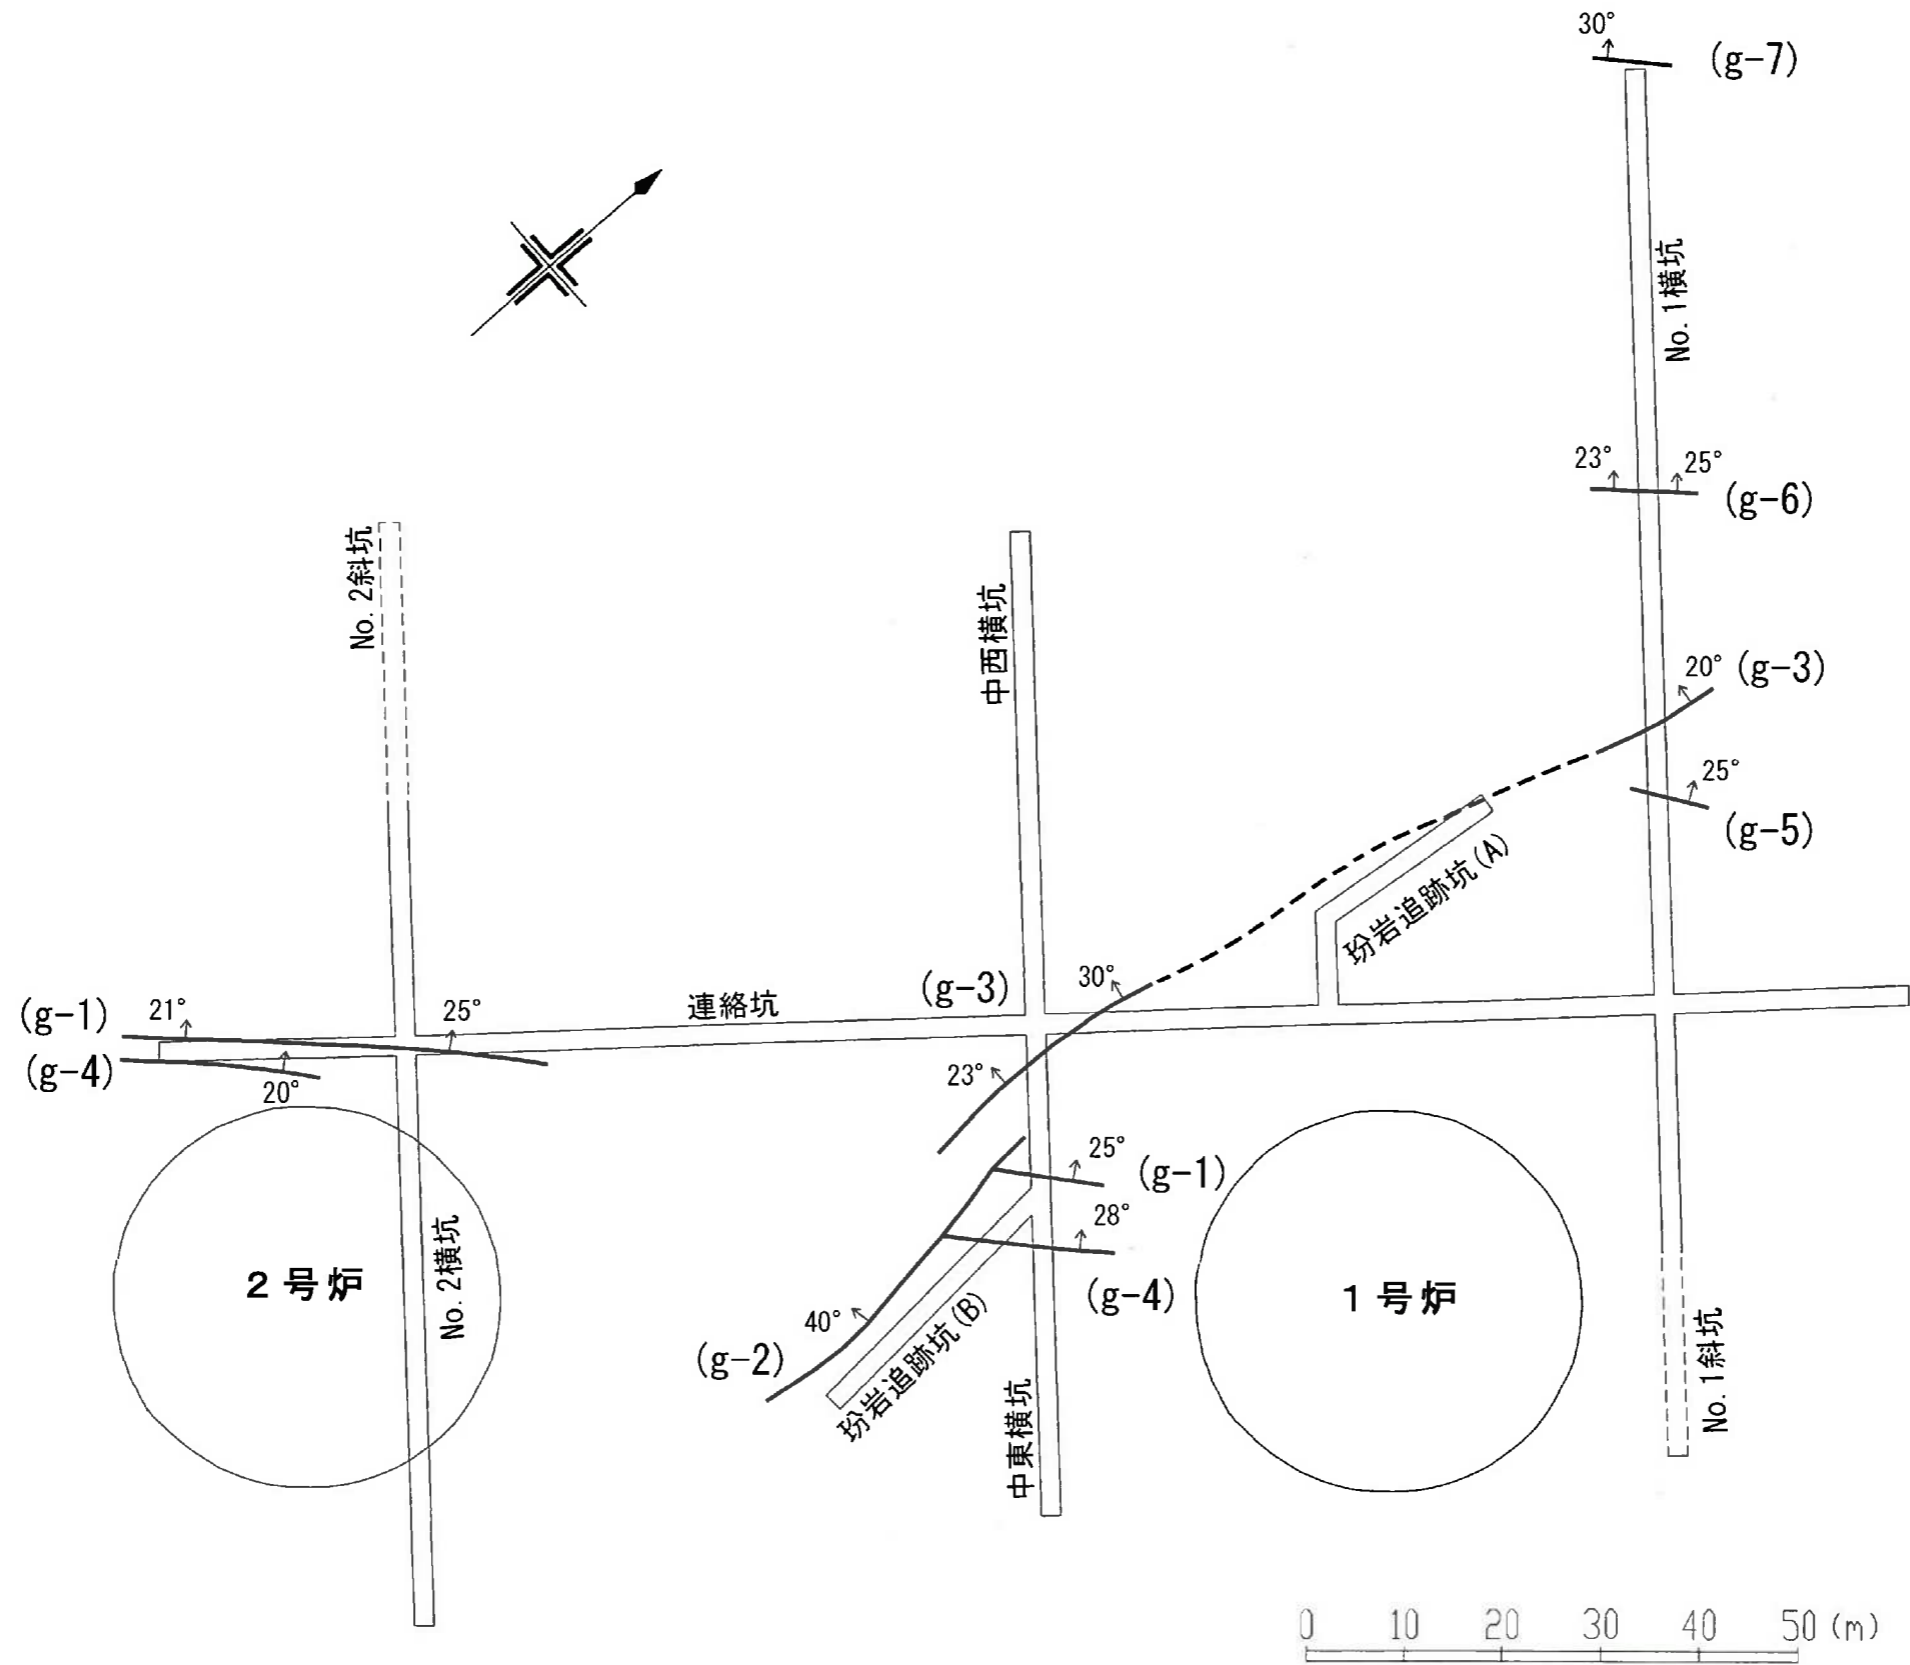 30°
(g-7)
No.1横坑
23°
25°
(g-6)
No.2斜坑
中西横坑
20°
(g-3)
25°
(g-5)
玢岩追跡坑(A)
(g-3)
30°
連絡坑
(g-1)
21°
25°
(g-4)
20°
23°
25°
(g-1)
28°
(g-4)
2号炉
No.2横坑
40°
(g-2)
玢岩追跡坑(B)
中東横坑
1号炉
No.1斜坑
0 10 20 30 40 50 (m)